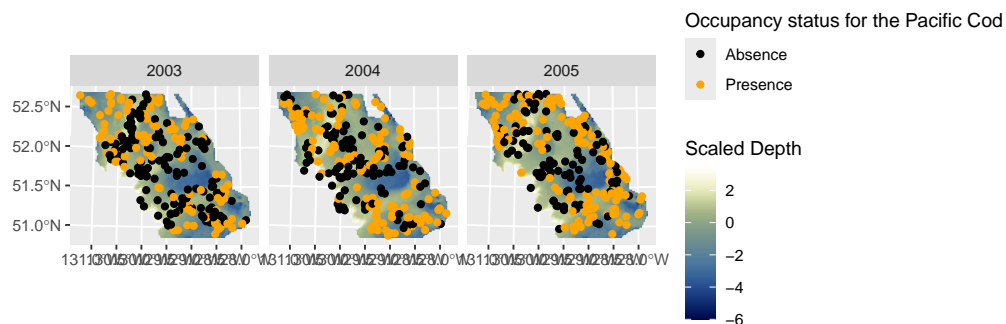 Occupancy status for the Pacific Cod
Absence
Presence
2003
2004
2005
52.5°N
52.0°N
51.5°N
51.0°N
Scaled Depth
2
0
−2
−4
−6